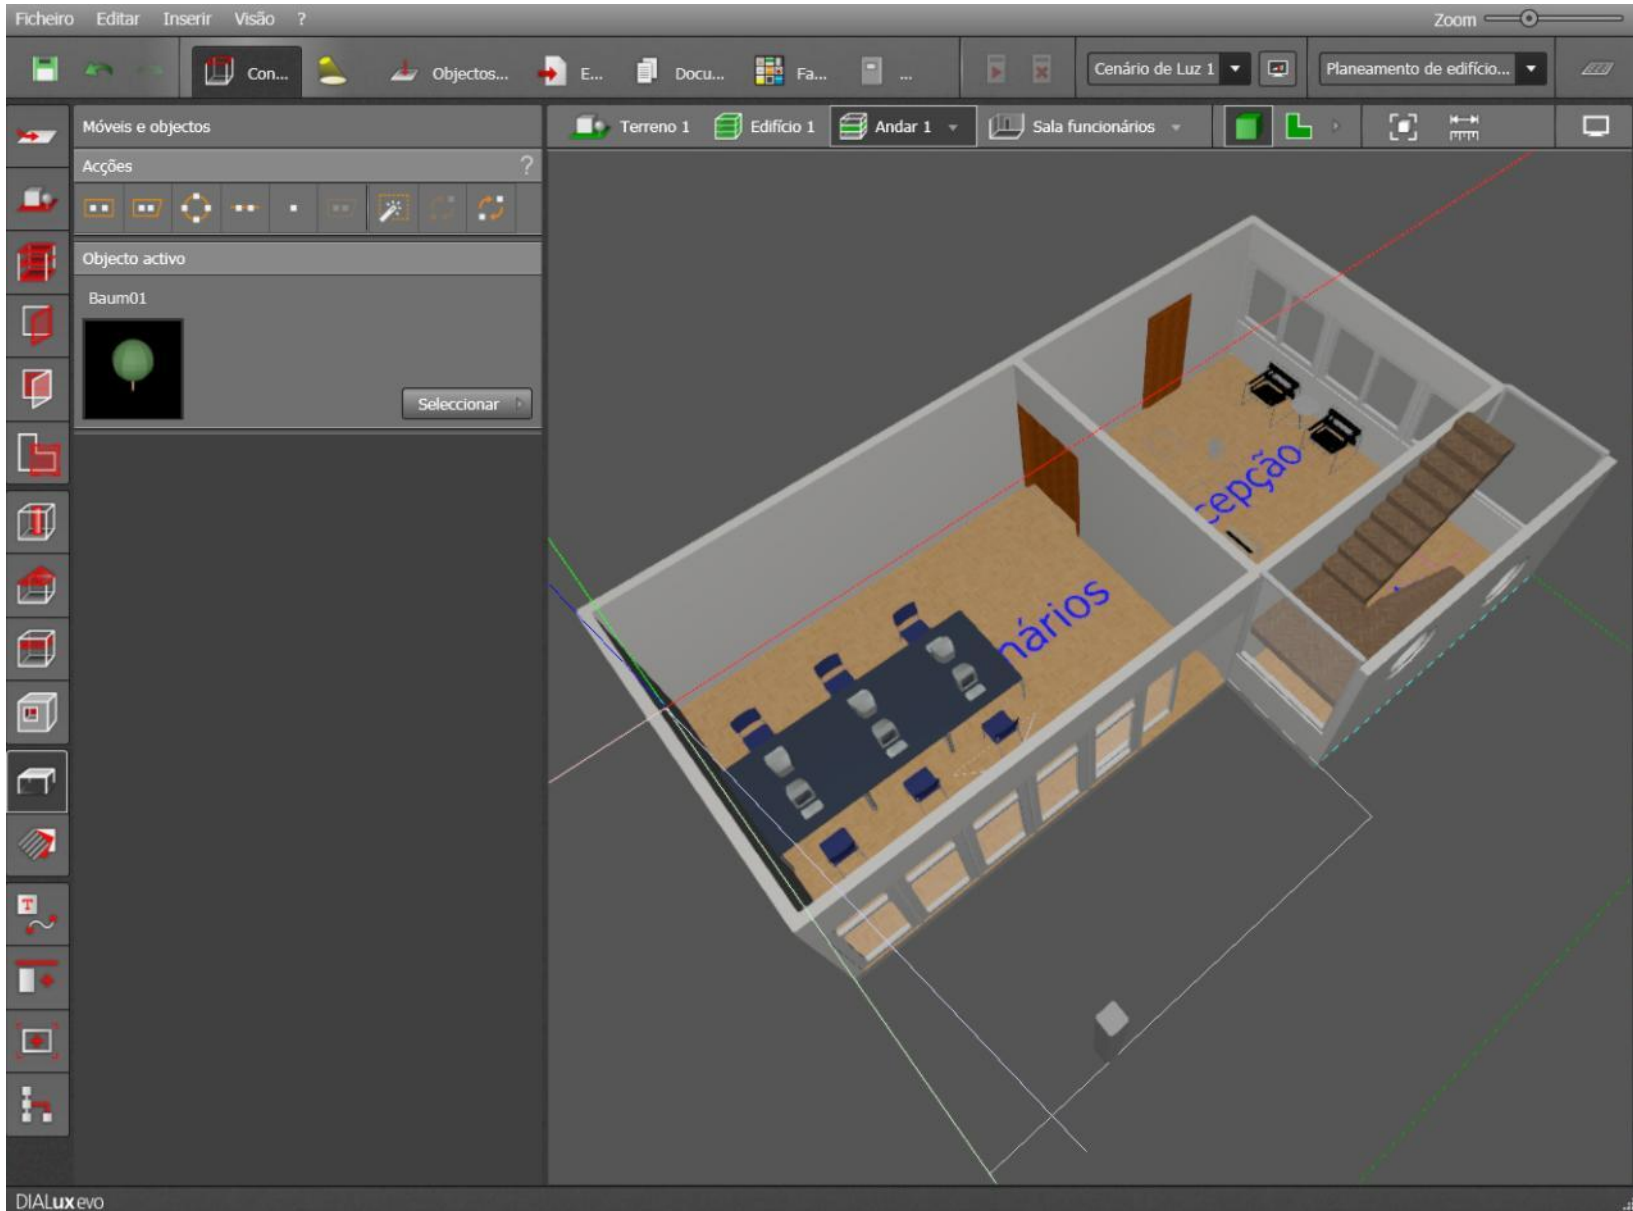 Ficheiro Editar Inserir Visão ? Zoom
Con... Objectos... E... Docu... Fa... ... Cenário de Luz 1 Planeamento de edifício...
Móveis e objectos
Terreno 1 Edifício 1 Andar 1 Sala funcionários
Acções ?
Objecto activo
Baum01
Seleccionar
cepção
nários
T
DIALux evo